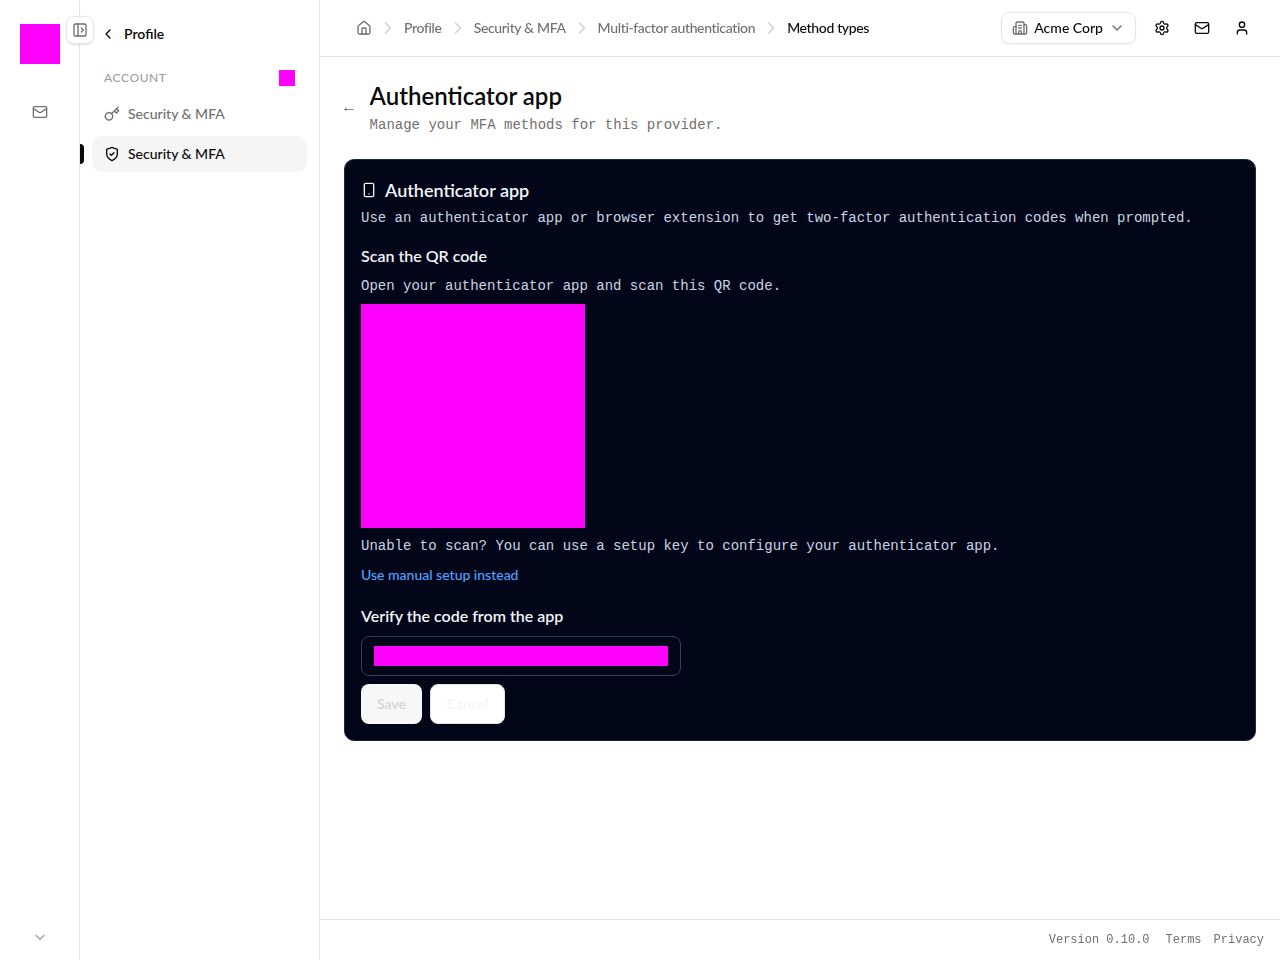 Profile
ACCOUNT
Security & MFA
Security & MFA
Profile
Security & MFA
Multi-factor authentication
Method types
Acme Corp
Authenticator app
Manage your MFA methods for this provider.
Authenticator app
Use an authenticator app or browser extension to get two-factor authentication codes when prompted.
Scan the QR code
Open your authenticator app and scan this QR code.
Unable to scan? You can use a setup key to configure your authenticator app.
Use manual setup instead
Verify the code from the app
Save
Cancel
Version 0.10.0
Terms
Privacy